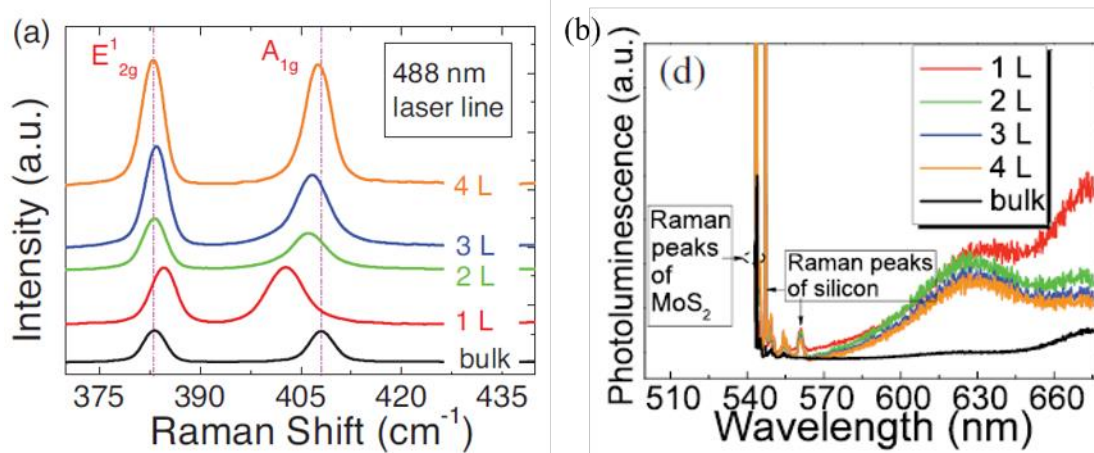 (a)
E¹₂g
A₁g
488 nm
laser line
4 L
3 L
2 L
1 L
bulk
Intensity (a.u.)
375 390 405 420 435
Raman Shift (cm⁻¹)
(b)
(d)
1 L
2 L
3 L
4 L
bulk
Raman
peaks
of
MoS₂
Raman peaks
of silicon
Photoluminescence (a.u.)
510 540 570 600 630 660
Wavelength (nm)